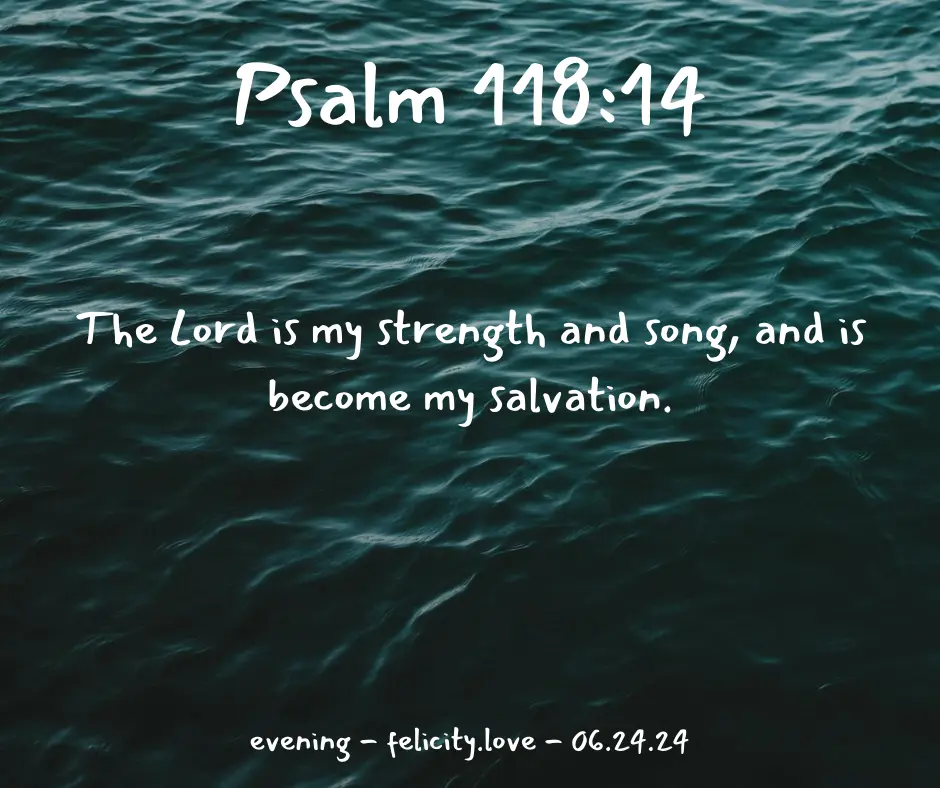 Psalm 118:14
The Lord is my strength and song, and is
become my salvation.
evening - felicity.love - 06.24.24